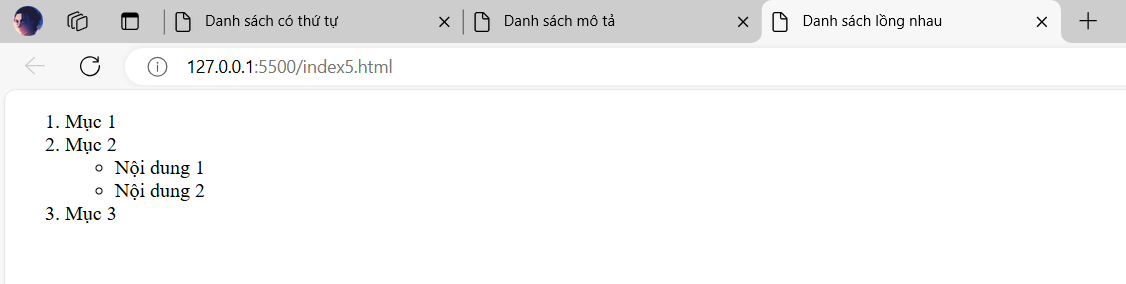 Danh sách có thứ tự
Danh sách mô tả
Danh sách lồng nhau
127.0.0.1:5500/index5.html
1. Mục 1
2. Mục 2
Nội dung 1
Nội dung 2
3. Mục 3